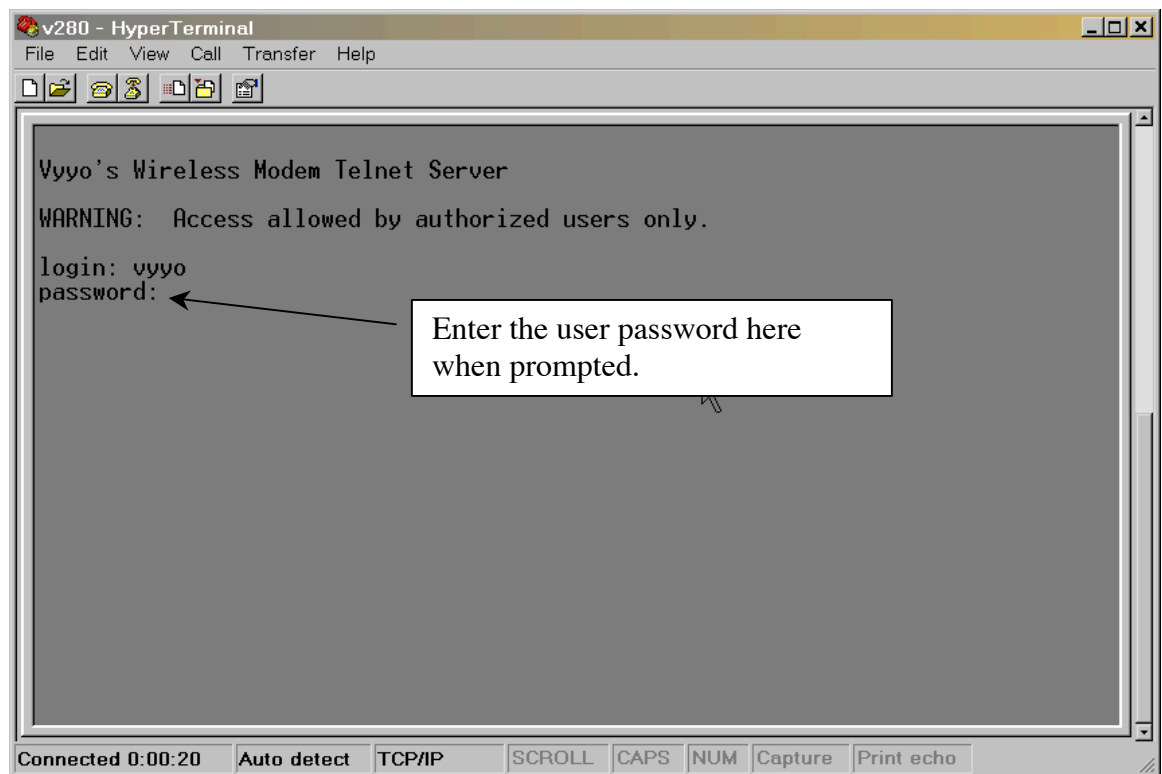 v280 - HyperTerminal
File Edit View Call Transfer Help
Vyyo's Wireless Modem Telnet Server
WARNING:  Access allowed by authorized users only.
login: vyyo
password:
Enter the user password here
when prompted.
Connected 0:00:20 Auto detect TCP/IP SCROLL CAPS NUM Capture Print echo